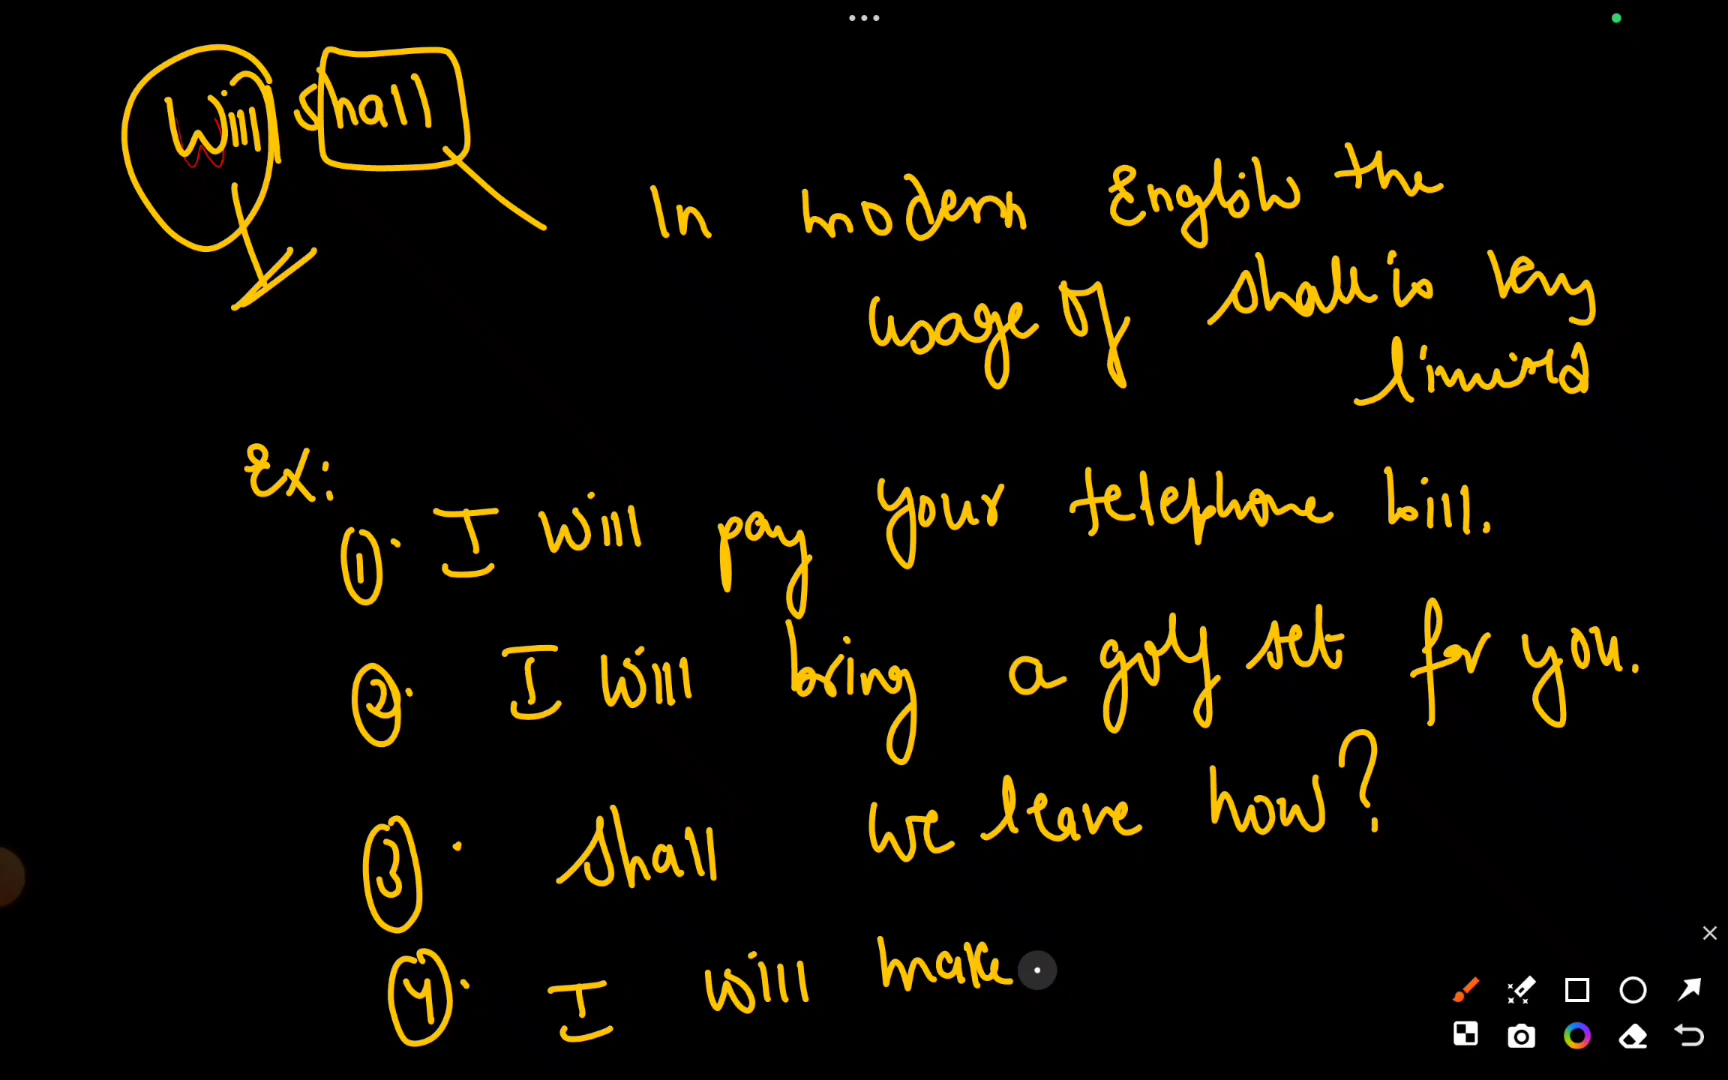 Will shall
In modern English the
usage of shall is very
limited
Ex:
1. I will pay your telephone bill.
2. I will bring a golf set for you.
3. shall we leave now?
4. I will make